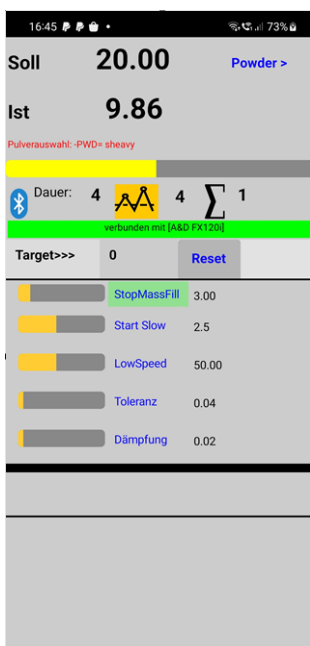 16:45 73%
Soll 20.00 Powder >
Ist 9.86
Pulverauswahl: -PWD= sheavy
Dauer: 4 4 ∑ 1
verbunden mit [A&D FX120i]
Target>>> 0 Reset
StopMassFill 3.00
Start Slow 2.5
LowSpeed 50.00
Toleranz 0.04
Dämpfung 0.02